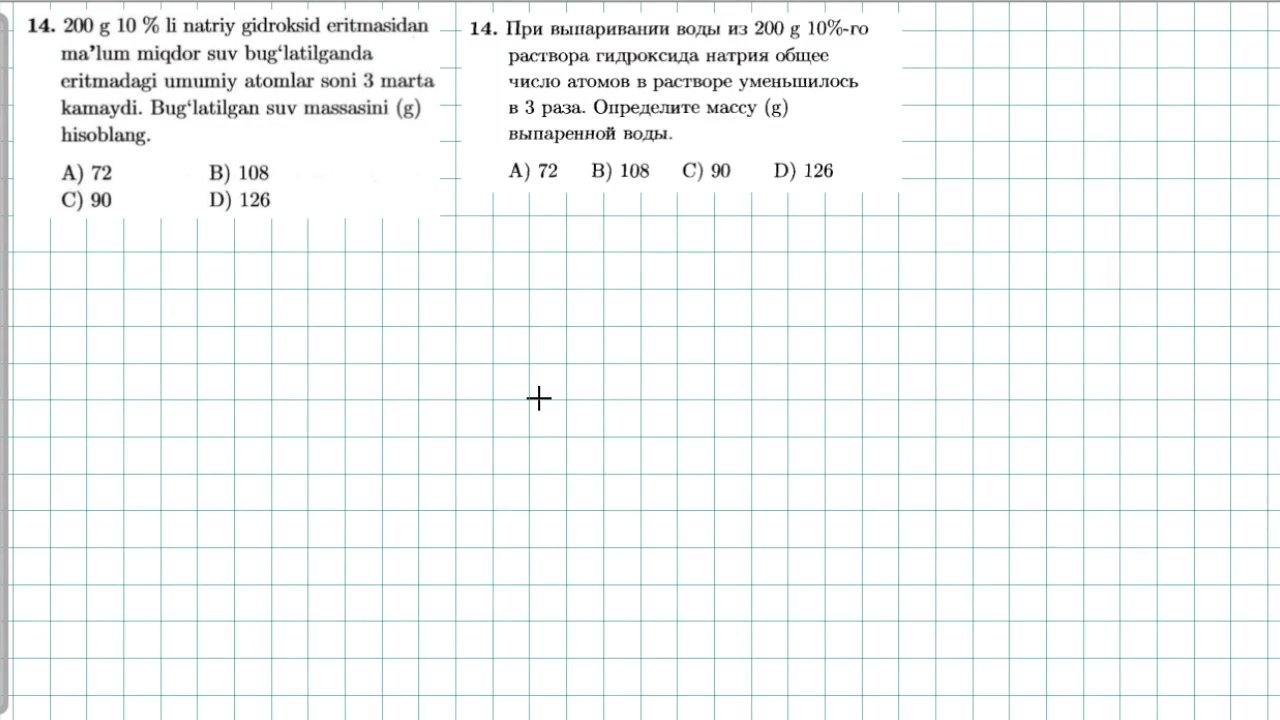 14. 200 g 10 % li natriy gidroksid eritmasidan
ma’lum miqdor suv bug‘latilganda
eritmadagi umumiy atomlar soni 3 marta
kamaydi. Bug‘latilgan suv massasini (g)
hisoblang.
A) 72 B) 108
C) 90 D) 126
14. При выпаривании воды из 200 g 10%-го
раствора гидроксида натрия общее
число атомов в растворе уменьшилось
в 3 раза. Определите массу (g)
выпаренной воды.
A) 72 B) 108 C) 90 D) 126